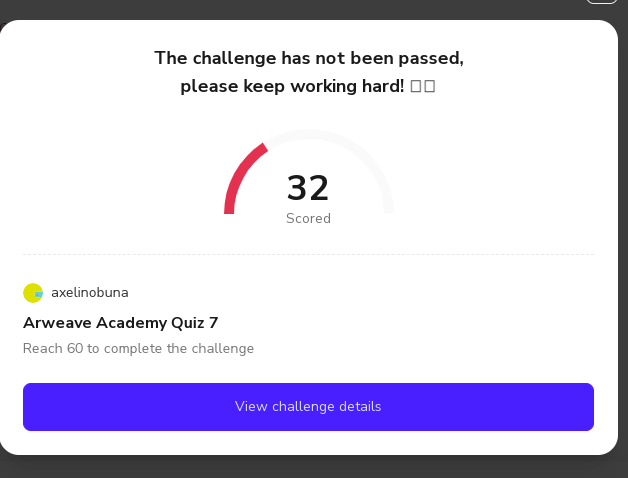 The challenge has not been passed,
please keep working hard!
32
Scored
axelinobuna
Arweave Academy Quiz 7
Reach 60 to complete the challenge
View challenge details